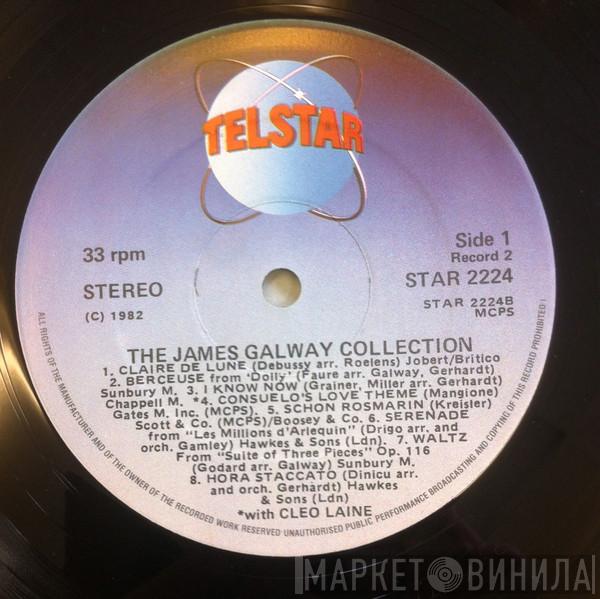 TELSTAR
33 rpm
STEREO
(C) 1982
Side 1
Record 2
STAR 2224
STAR 2224B
MCPS
THE JAMES GALWAY COLLECTION
1. CLAIRE DE LUNE (Debussy arr. Roelens) Jobert/Britico
2. BERCEUSE from 'Dolly' (Faure arr. Galway, Gerhardt)
Sunbury M. 3. I KNOW NOW (Grainer, Miller arr. Gerhardt)
Chappell M. *4. CONSUELO'S LOVE THEME (Mangione)
Gates M. Inc. (MCPS). 5. SCHON ROSMARIN (Kreisler)
Scott & Co. (MCPS)/Boosey & Co. 6. SERENADE
from "Les Millions d'Arlequin" (Drigo arr. and
orch. Gamley) Hawkes & Sons (Ldn). 7. WALTZ
From "Suite of Three Pieces" Op. 116
(Godard arr. Galway) Sunbury M.
8. HORA STACCATO (Dinicu arr.
and orch. Gerhardt) Hawkes
& Sons (Ldn)
*with CLEO LAINE
ALL RIGHTS OF THE MANUFACTURER AND OF THE OWNER OF THE RECORDED WORK RESERVED UNAUTHORISED PUBLIC PERFORMANCE BROADCASTING AND COPYING OF THIS RECORD PROHIBITED
МАРКЕТ ВИНИЛА